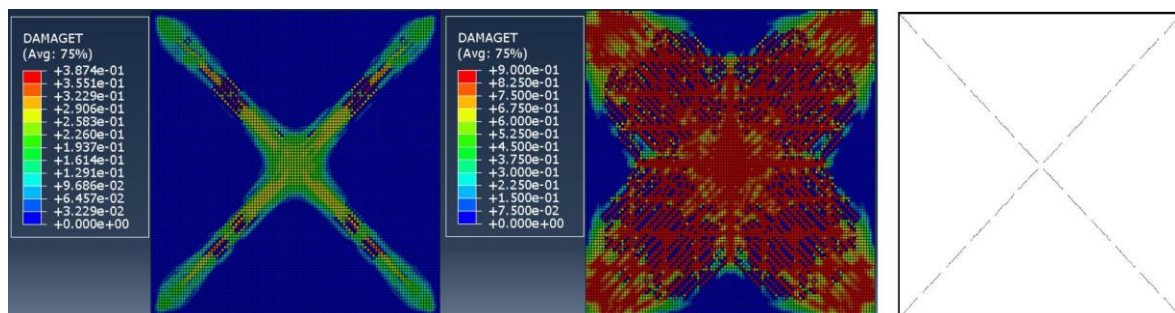 DAMAGET
(Avg: 75%)
+3.874e-01
+3.551e-01
+3.229e-01
+2.906e-01
+2.583e-01
+2.260e-01
+1.937e-01
+1.614e-01
+1.291e-01
+9.686e-02
+6.457e-02
+3.229e-02
+0.000e+00
DAMAGET
(Avg: 75%)
+9.000e-01
+8.250e-01
+7.500e-01
+6.750e-01
+6.000e-01
+5.250e-01
+4.500e-01
+3.750e-01
+3.000e-01
+2.250e-01
+1.500e-01
+7.500e-02
+0.000e+00